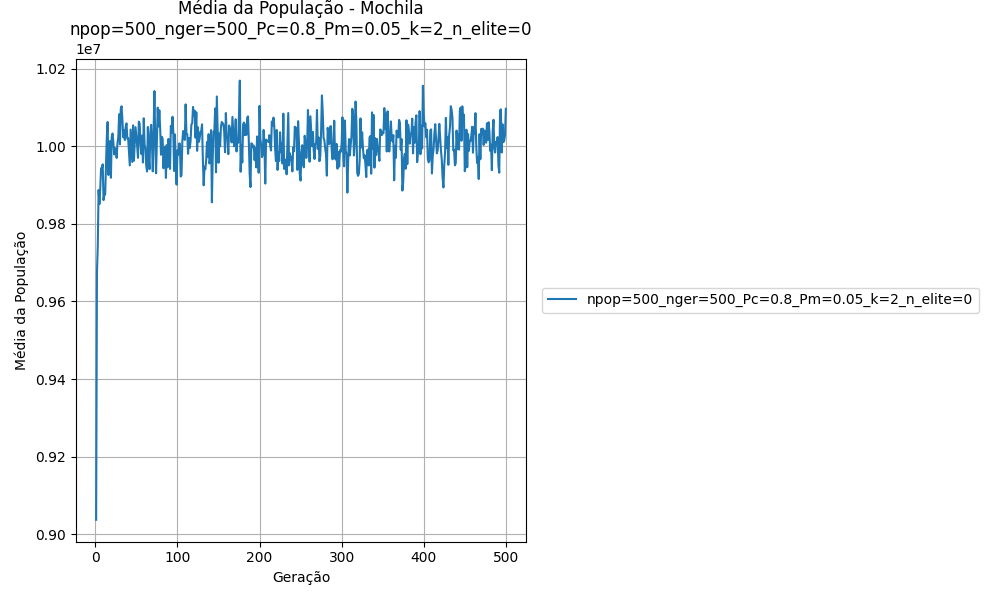 Média da População - Mochila
npop=500_nger=500_Pc=0.8_Pm=0.05_k=2_n_elite=0
1e7
1.02
1.00
0.98
0.96
0.94
0.92
0.90
Média da População
0 100 200 300 400 500
Geração
npop=500_nger=500_Pc=0.8_Pm=0.05_k=2_n_elite=0